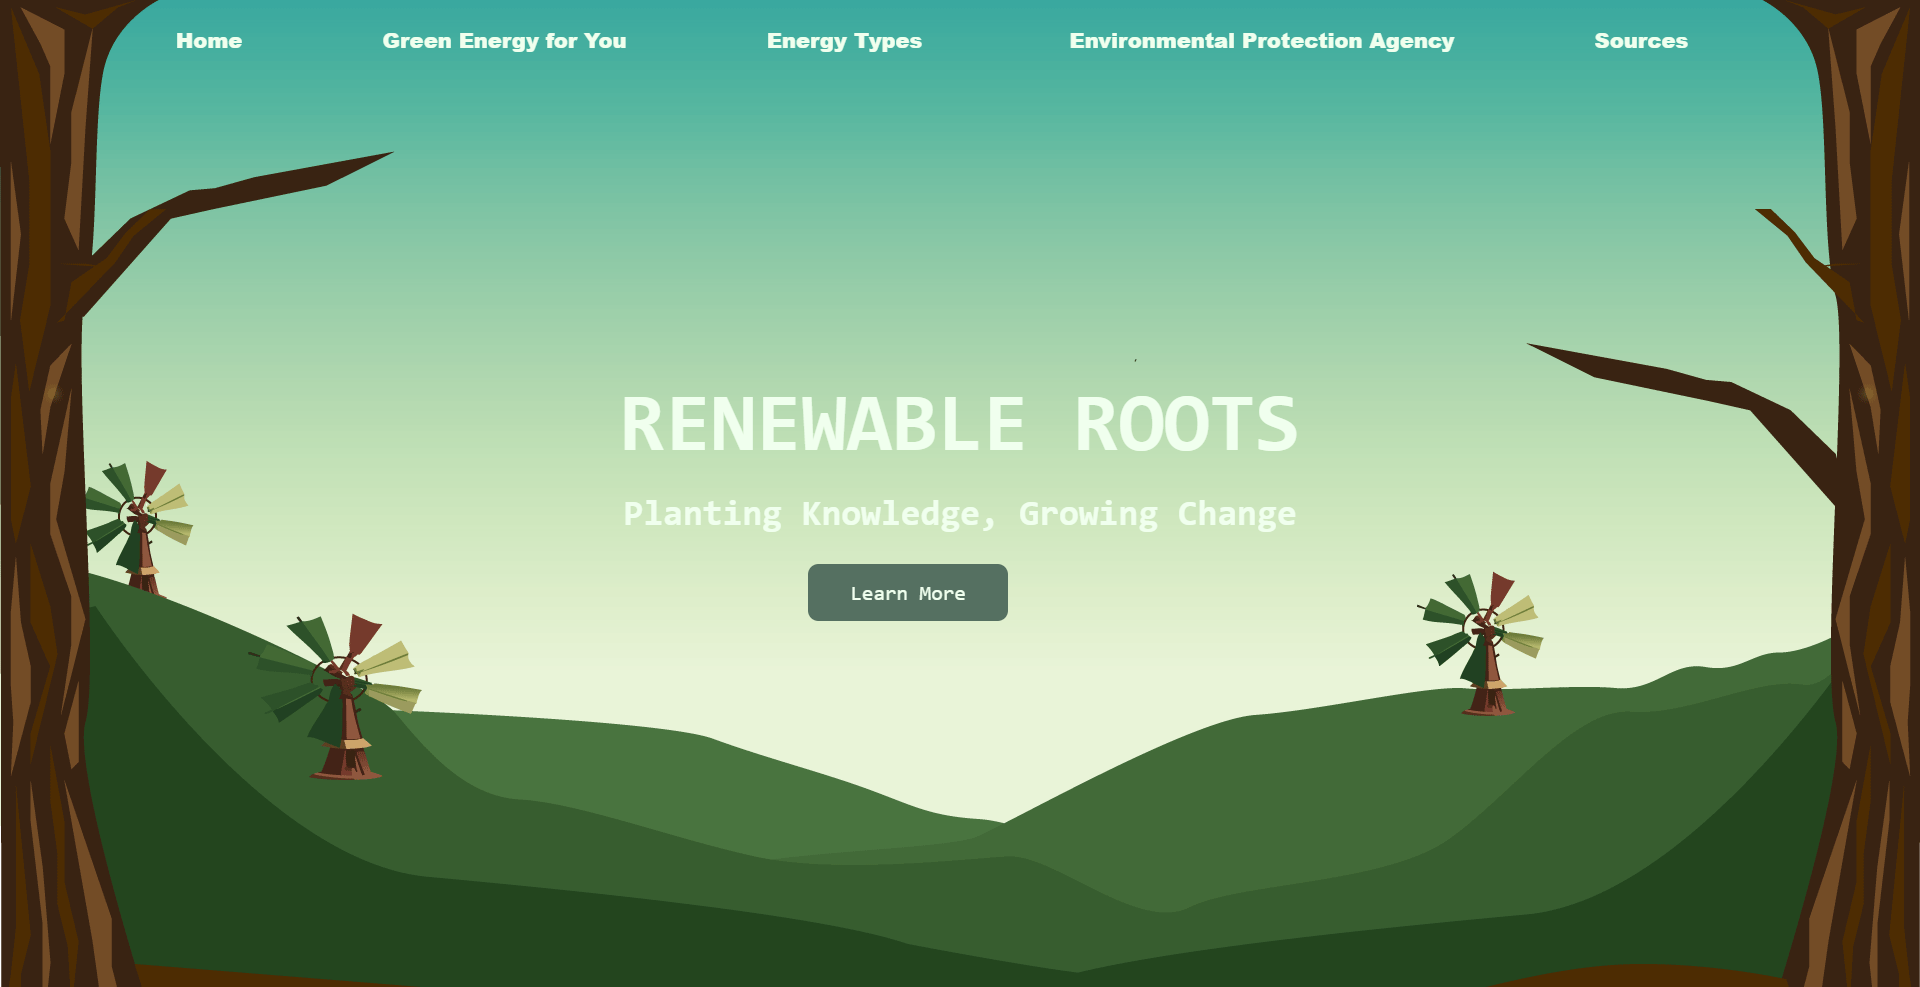 Home
Green Energy for You
Energy Types
Environmental Protection Agency
Sources
RENEWABLE ROOTS
Planting Knowledge, Growing Change
Learn More